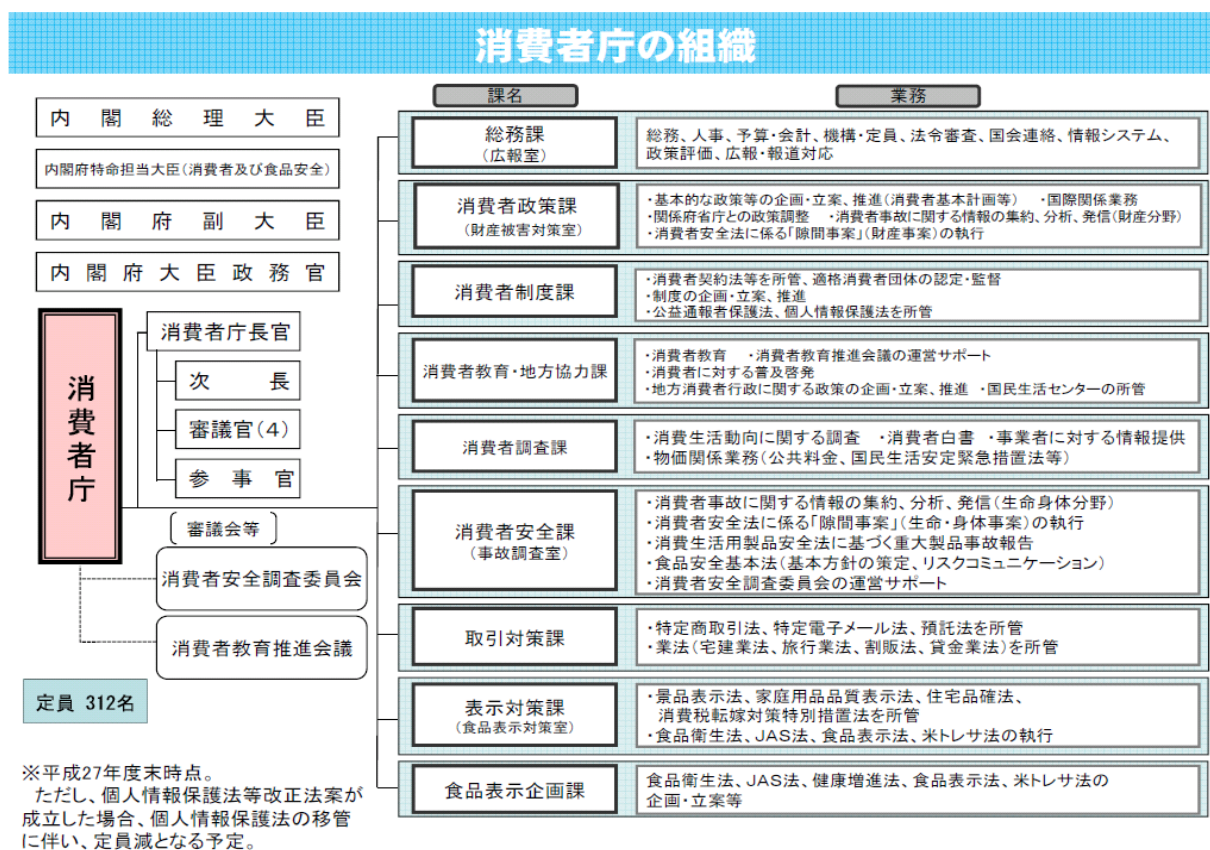 消費者庁の組織
課名
業務
内閣総理大臣
内閣府特命担当大臣(消費者及び食品安全)
内閣府副大臣
内閣府大臣政務官
消費者庁
消費者庁長官
次長
審議官(4)
参事官
審議会等
消費者安全調査委員会
消費者教育推進会議
定員 312名
※平成27年度末時点。
ただし、個人情報保護法等改正法案が
成立した場合、個人情報保護法の移管
に伴い、定員減となる予定。
総務課
(広報室)
総務、人事、予算・会計、機構・定員、法令審査、国会連絡、情報システム、
政策評価、広報・報道対応
消費者政策課
(財産被害対策室)
・基本的な政策等の企画・立案、推進(消費者基本計画等) ・国際関係業務
・関係府省庁との政策調整 ・消費者事故に関する情報の集約、分析、発信(財産分野)
・消費者安全法に係る「隙間事案」(財産事案)の執行
消費者制度課
・消費者契約法等を所管、適格消費者団体の認定・監督
・制度の企画・立案、推進
・公益通報者保護法、個人情報保護法を所管
消費者教育・地方協力課
・消費者教育 ・消費者教育推進会議の運営サポート
・消費者に対する普及啓発
・地方消費者行政に関する政策の企画・立案、推進 ・国民生活センターの所管
消費者調査課
・消費生活動向に関する調査 ・消費者白書 ・事業者に対する情報提供
・物価関係業務(公共料金、国民生活安定緊急措置法等)
消費者安全課
(事故調査室)
・消費者事故に関する情報の集約、分析、発信(生命身体分野)
・消費者安全法に係る「隙間事案」(生命・身体事案)の執行
・消費生活用製品安全法に基づく重大製品事故報告
・食品安全基本法(基本方針の策定、リスクコミュニケーション)
・消費者安全調査委員会の運営サポート
取引対策課
・特定商取引法、特定電子メール法、預託法を所管
・業法(宅建業法、旅行業法、割販法、貸金業法)を所管
表示対策課
(食品表示対策室)
・景品表示法、家庭用品品質表示法、住宅品確法、
消費税転嫁対策特別措置法を所管
・食品衛生法、JAS法、食品表示法、米トレサ法の執行
食品表示企画課
食品衛生法、JAS法、健康増進法、食品表示法、米トレサ法の
企画・立案等